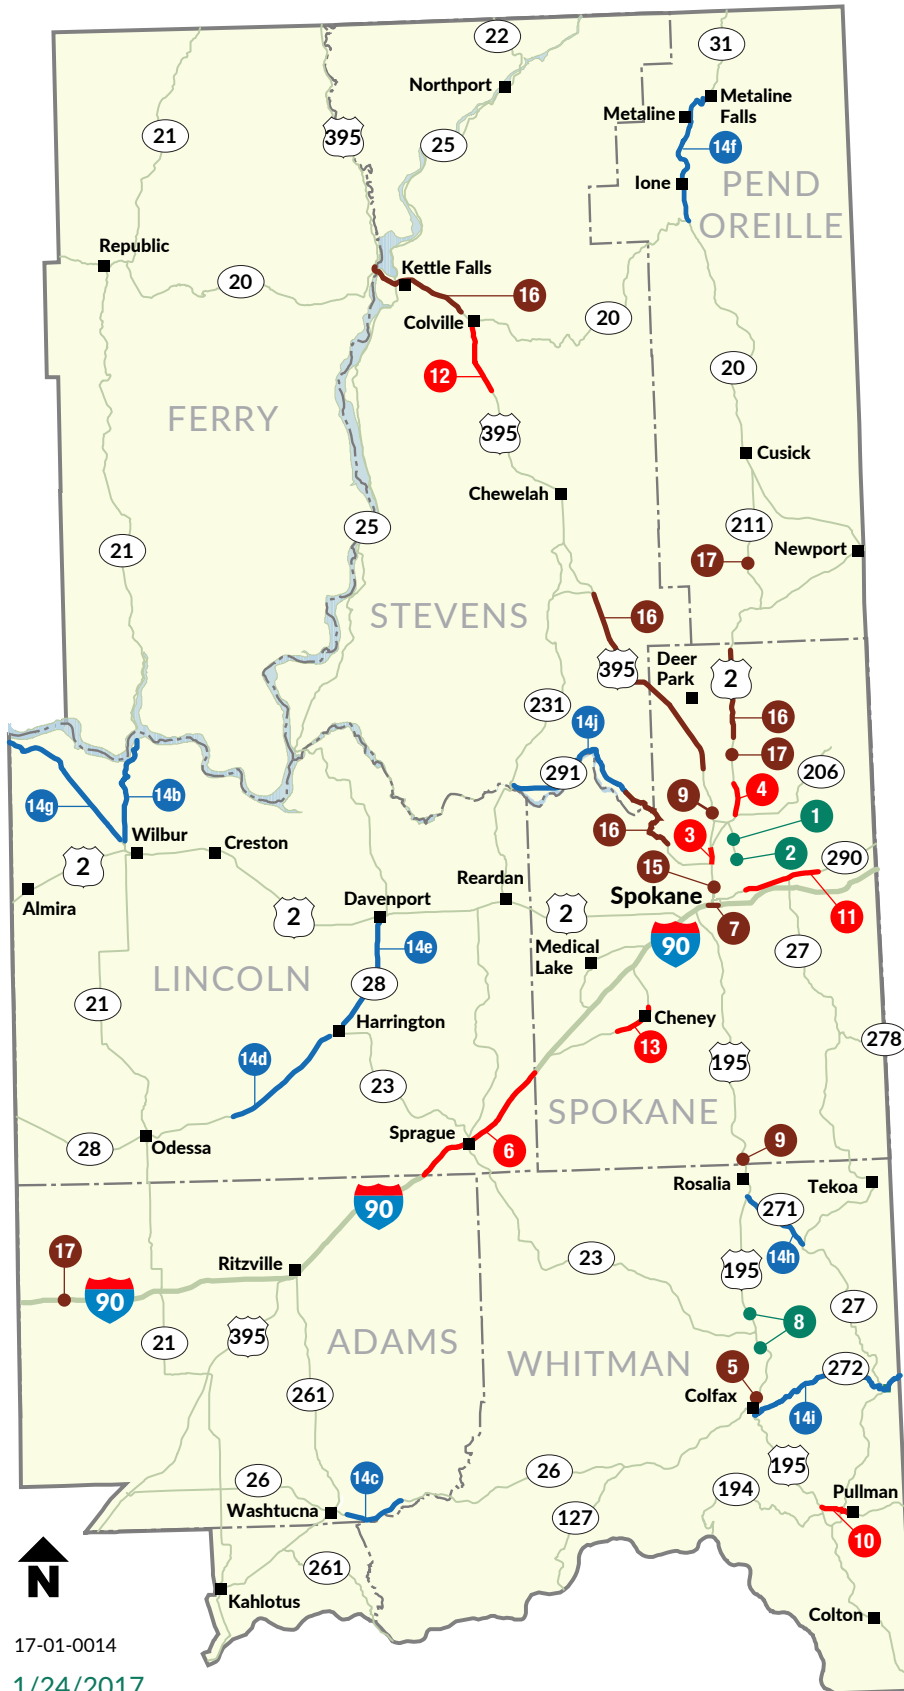 22
31
Northport
Metaline
Falls
Metaline
21
395
25
14f
Ione
PEND
OREILLE
Republic
Kettle Falls
20
16
20
Colville
12
20
FERRY
395
Cusick
Chewelah
25
211
21
Newport
17
STEVENS
16
Deer
Park
395
2
231
14j
16
17
291
206
14g
14b
9
4
1
16
3
Wilbur
Creston
2
2
290
15
Reardan
Almira
Davenport
Spokane
2
2
11
7
14e
Medical
Lake
90
27
LINCOLN
28
21
Harrington
Cheney
278
13
14d
195
23
SPOKANE
Sprague
9
28
Odessa
6
Rosalia
Tekoa
90
271
17
Ritzville
23
14h
195
90
27
8
395
21
ADAMS
WHITMAN
5
272
261
Colfax
14i
195
26
14c
26
194
Pullman
Washtucna
127
10
N
261
Kahlotus
Colton
17-01-0014
1/24/2017